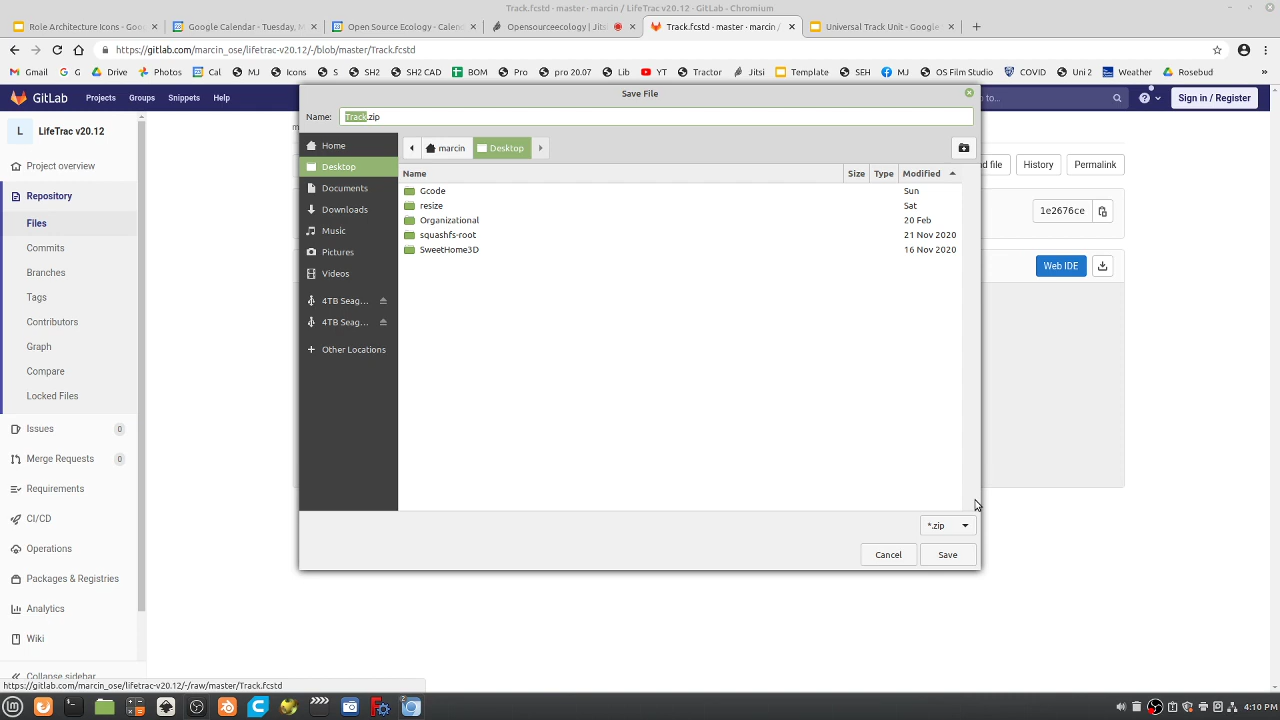 Track.fcstd · master · marcin / LifeTrac v20.12 · GitLab - Chromium
Role Architecture Icons - Goo
Google Calendar - Tuesday, M
Open Source Ecology - Calen
Opensourceecology | Jitsi
Track.fcstd · master · marcin /
Universal Track Unit - Google
https://gitlab.com/marcin_ose/lifetrac-v20.12/-/blob/master/Track.fcstd
Gmail G Drive Photos Cal MJ Icons S SH2 SH2 CAD BOM Pro pro 20.07 Lib YT Tractor Jitsi Template SEH MJ OS Film Studio COVID Uni 2 Weather Rosebud
GitLab Projects Groups Snippets Help
to...
Sign in / Register
Save File
Name: Track.zip
L LifeTrac v20.12
Project overview
Repository
Files
Commits
Branches
Tags
Contributors
Graph
Compare
Locked Files
Issues 0
Merge Requests 0
Requirements
CI/CD
Operations
Packages & Registries
Analytics
Wiki
Collapse sidebar
Home
Desktop
Documents
Downloads
Music
Pictures
Videos
4TB Seag...
4TB Seag...
Other Locations
marcin Desktop
Name Size Type Modified
Gcode Sun
resize Sat
Organizational 20 Feb
squashfs-root 21 Nov 2020
SweetHome3D 16 Nov 2020
*.zip
Cancel Save
d file History Permalink
1e2676ce
Web IDE
https://gitlab.com/marcin_ose/lifetrac-v20.12/-/raw/master/Track.fcstd
2
4:10 PM